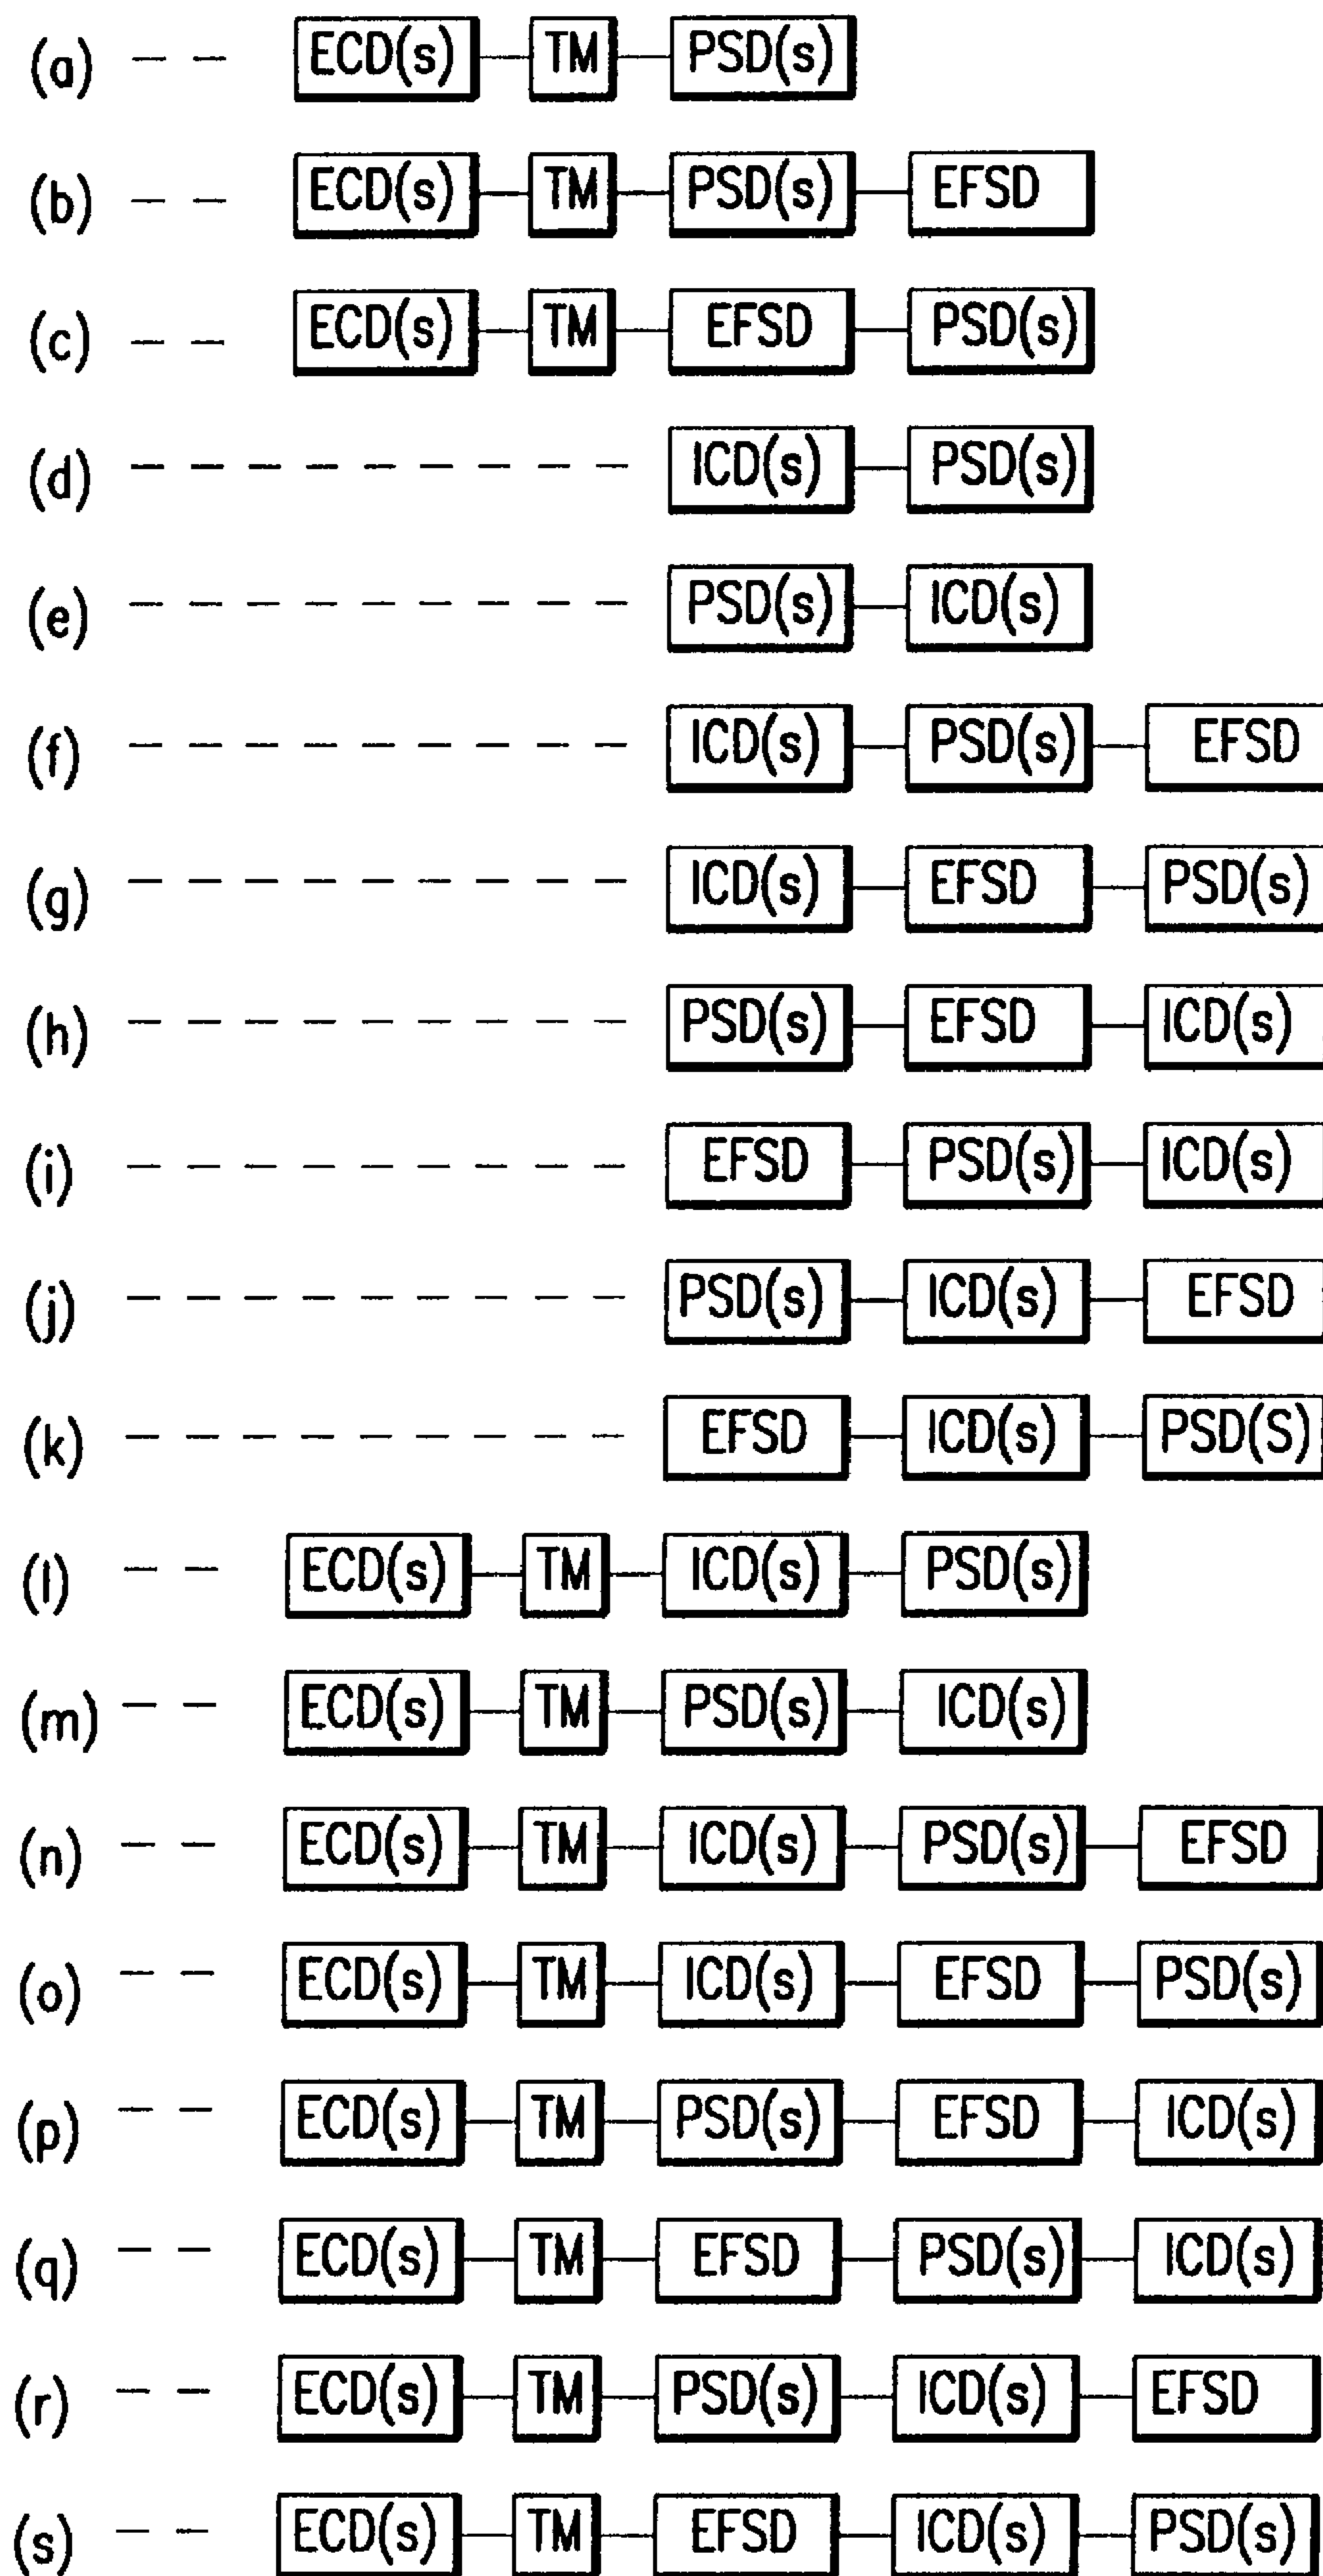 (a) ECD(s) TM PSD(s)
(b) ECD(s) TM PSD(s) EFSD
(c) ECD(s) TM EFSD PSD(s)
(d) ICD(s) PSD(s)
(e) PSD(s) ICD(s)
(f) ICD(s) PSD(s) EFSD
(g) ICD(s) EFSD PSD(s)
(h) PSD(s) EFSD ICD(s)
(i) EFSD PSD(s) ICD(s)
(j) PSD(s) ICD(s) EFSD
(k) EFSD ICD(s) PSD(S)
(l) ECD(s) TM ICD(s) PSD(s)
(m) ECD(s) TM PSD(s) ICD(s)
(n) ECD(s) TM ICD(s) PSD(s) EFSD
(o) ECD(s) TM ICD(s) EFSD PSD(s)
(p) ECD(s) TM PSD(s) EFSD ICD(s)
(q) ECD(s) TM EFSD PSD(s) ICD(s)
(r) ECD(s) TM PSD(s) ICD(s) EFSD
(s) ECD(s) TM EFSD ICD(s) PSD(s)